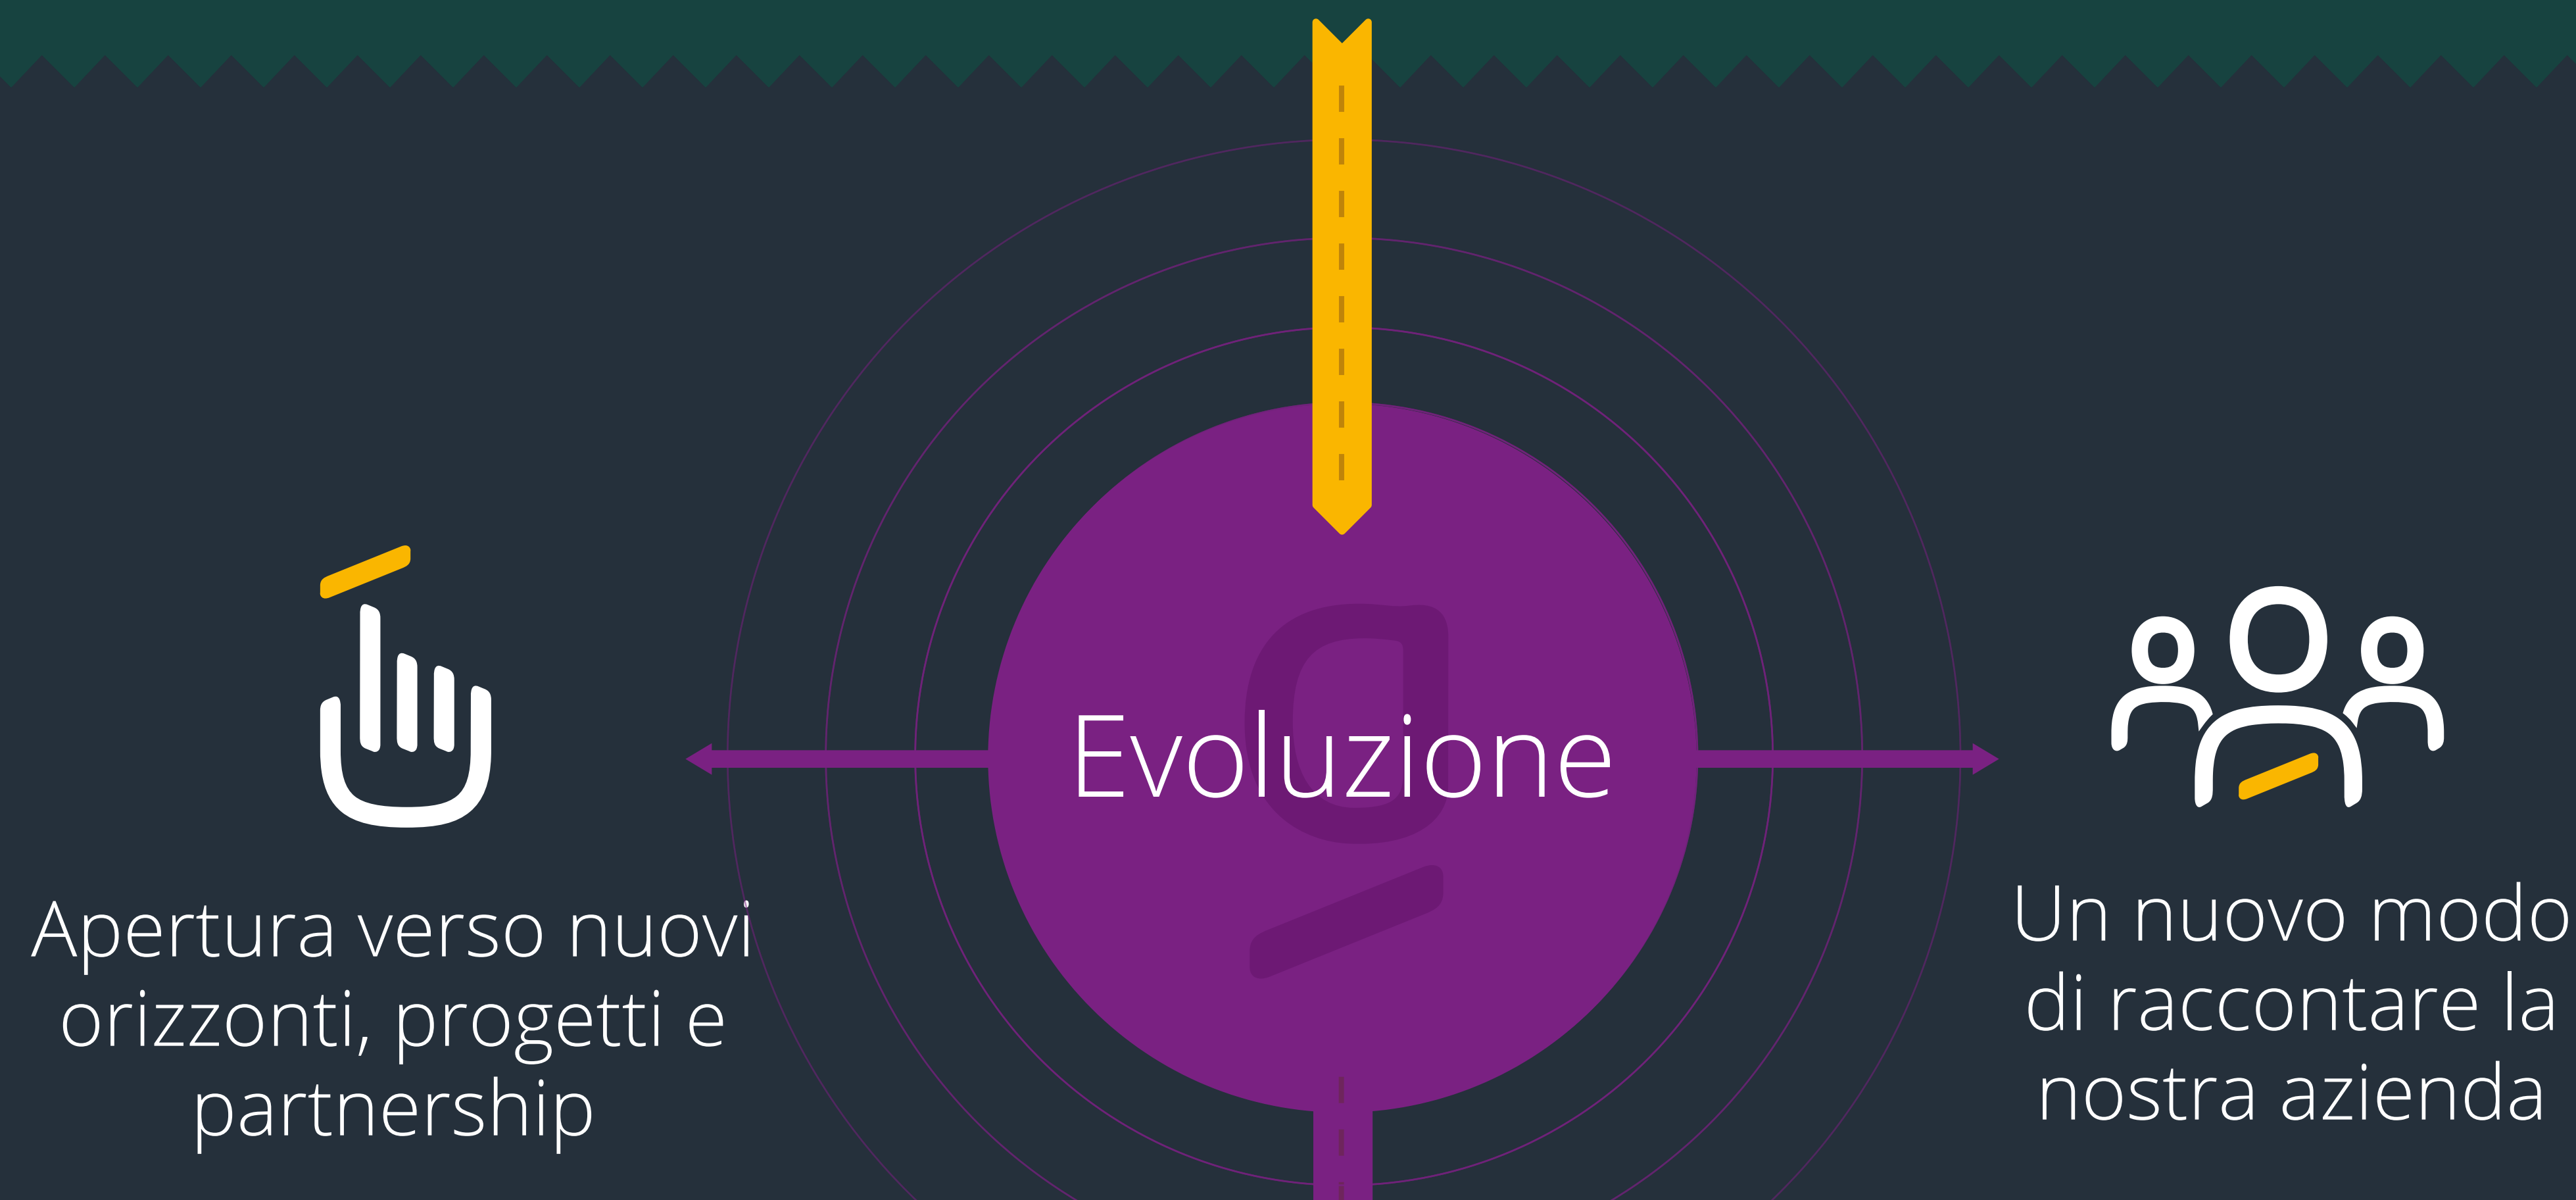 Evoluzione
Apertura verso nuovi
orizzonti, progetti e
partnership
Un nuovo modo
di raccontare la
nostra azienda